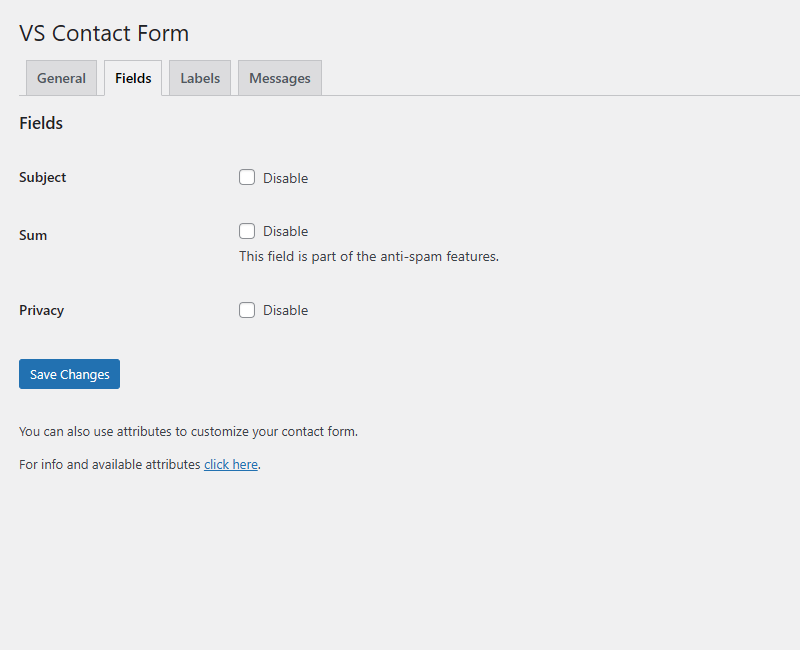 VS Contact Form
General Fields Labels Messages
Fields
Subject Disable
Sum Disable
This field is part of the anti-spam features.
Privacy Disable
Save Changes
You can also use attributes to customize your contact form.
For info and available attributes click here.